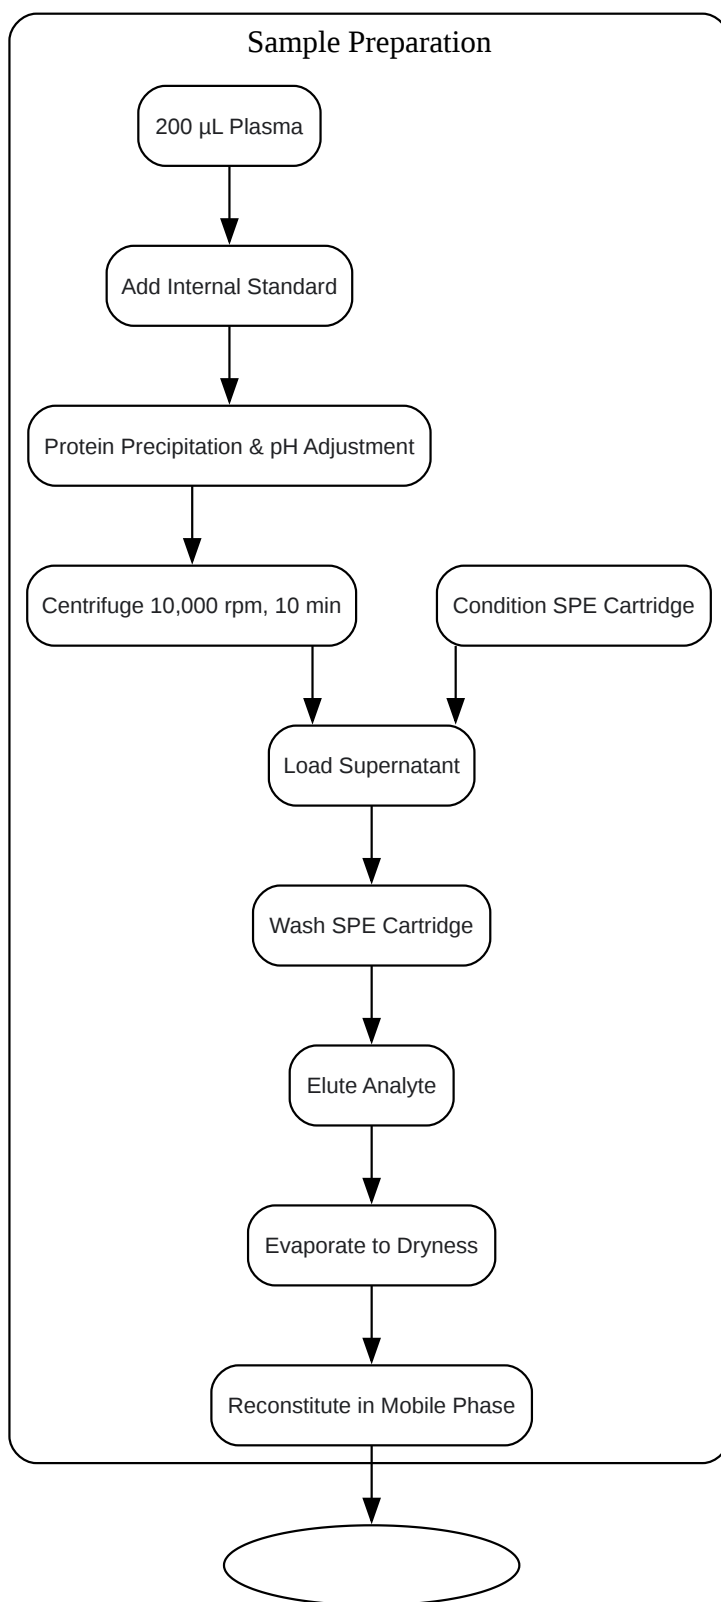 Sample Preparation
200 µL Plasma
Add Internal Standard
Protein Precipitation & pH Adjustment
Centrifuge 10,000 rpm, 10 min
Condition SPE Cartridge
Load Supernatant
Wash SPE Cartridge
Elute Analyte
Evaporate to Dryness
Reconstitute in Mobile Phase